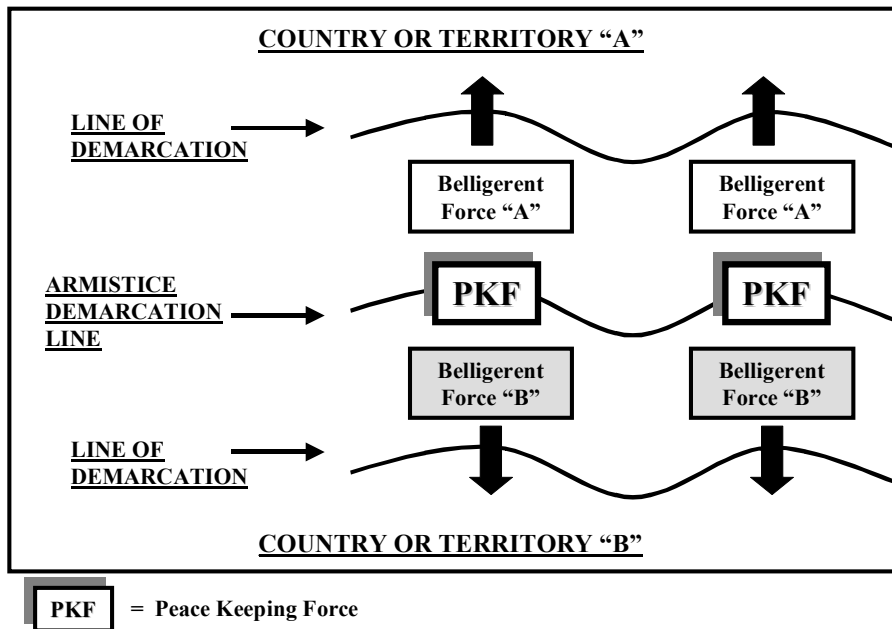 COUNTRY OR TERRITORY “A”
LINE OF
DEMARCATION
Belligerent
Force “A”
Belligerent
Force “A”
ARMISTICE
DEMARCATION
LINE
PKF
PKF
Belligerent
Force “B”
Belligerent
Force “B”
LINE OF
DEMARCATION
COUNTRY OR TERRITORY “B”
PKF = Peace Keeping Force